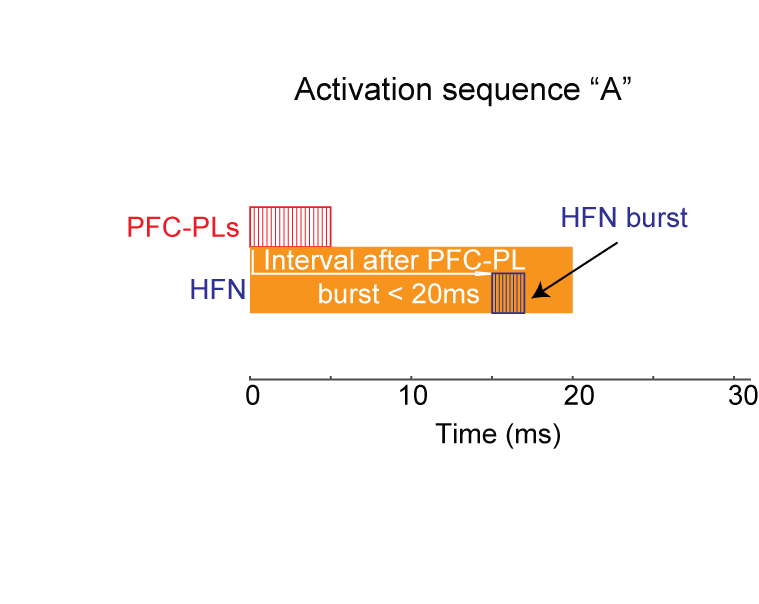 Activation sequence “A”
PFC-PLs
HFN burst
Interval after PFC-PL
HFN
burst < 20ms
0 10 20 30
Time (ms)